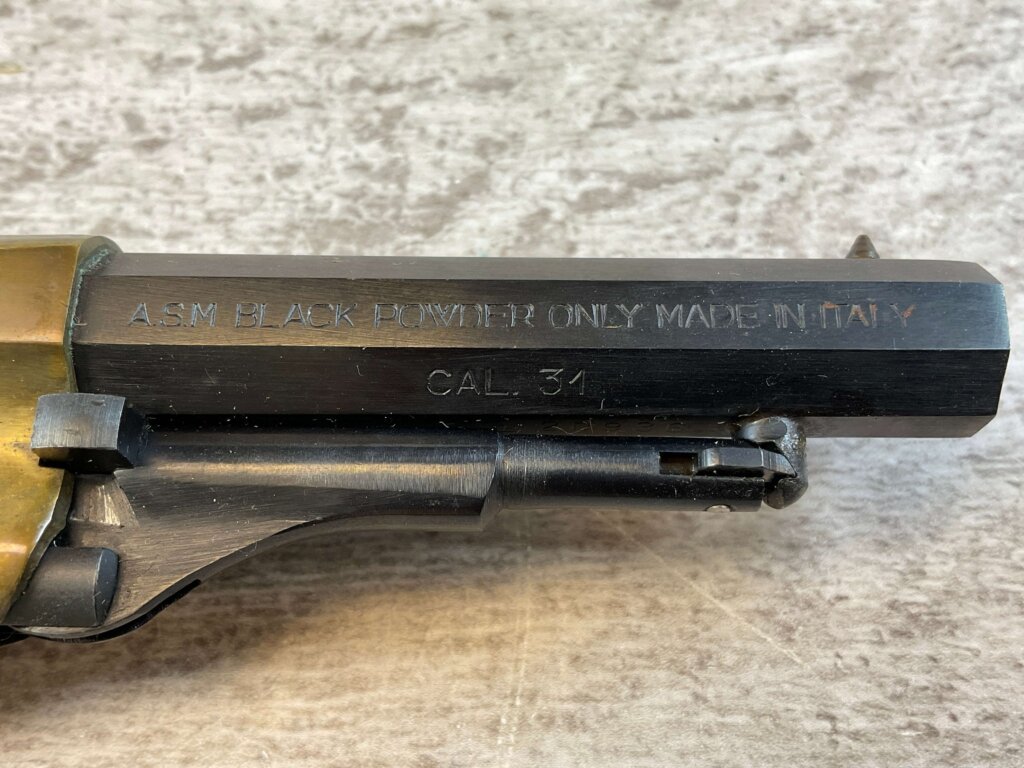 A.S.M BLACK POWDER ONLY MADE IN ITALY
CAL. 31